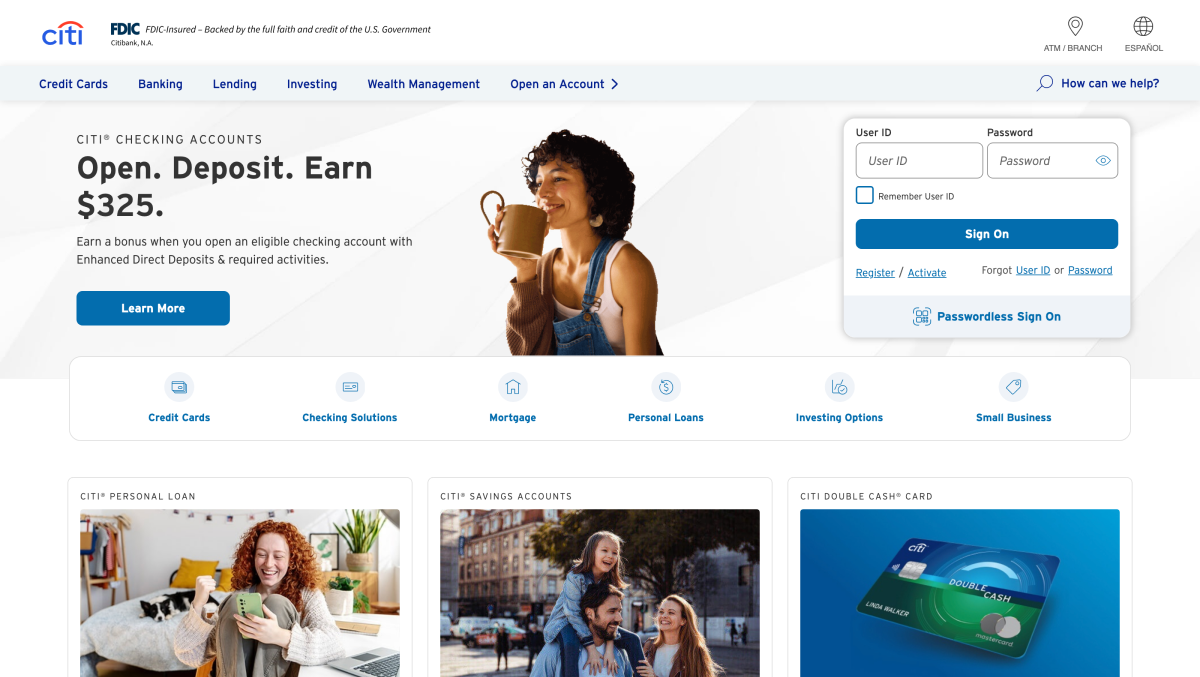 citi
FDIC FDIC-Insured – Backed by the full faith and credit of the U.S. Government
Citibank, N.A.
ATM / BRANCH
ESPAÑOL
Credit Cards
Banking
Lending
Investing
Wealth Management
Open an Account
How can we help?
CITI® CHECKING ACCOUNTS
Open. Deposit. Earn
$325.
Earn a bonus when you open an eligible checking account with
Enhanced Direct Deposits & required activities.
Learn More
User ID
Password
User ID
Password
Remember User ID
Sign On
Register / Activate
Forgot User ID or Password
Passwordless Sign On
Credit Cards
Checking Solutions
Mortgage
Personal Loans
Investing Options
Small Business
CITI® PERSONAL LOAN
CITI® SAVINGS ACCOUNTS
CITI DOUBLE CASH® CARD
citi
DOUBLE
CASH
LINDA WALKER
mastercard